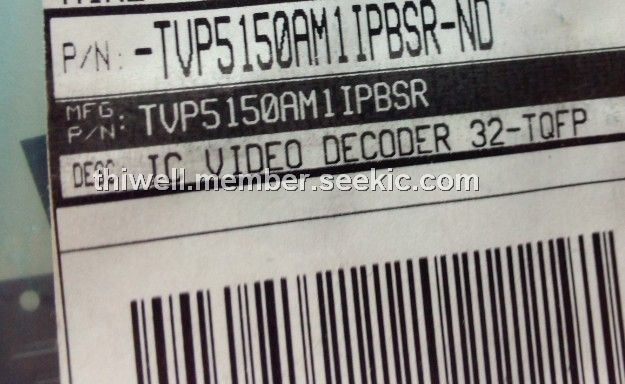 P/N: -TVP5150AM1IPBSR-ND
MFG
P/N: TVP5150AM1IPBSR
DESC: IC VIDEO DECODER 32-TQFP
thiwell.member.seekic.com